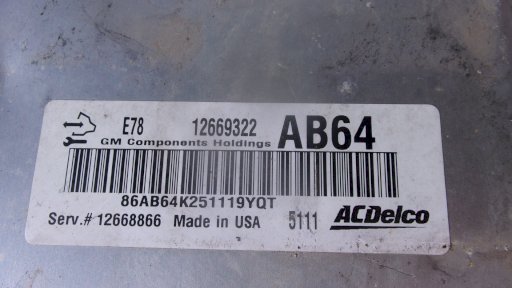 E78 12669322 AB64
GM Components Holdings
86AB64K251119YQT
Serv.# 12668866 Made in USA 5111 ACDelco